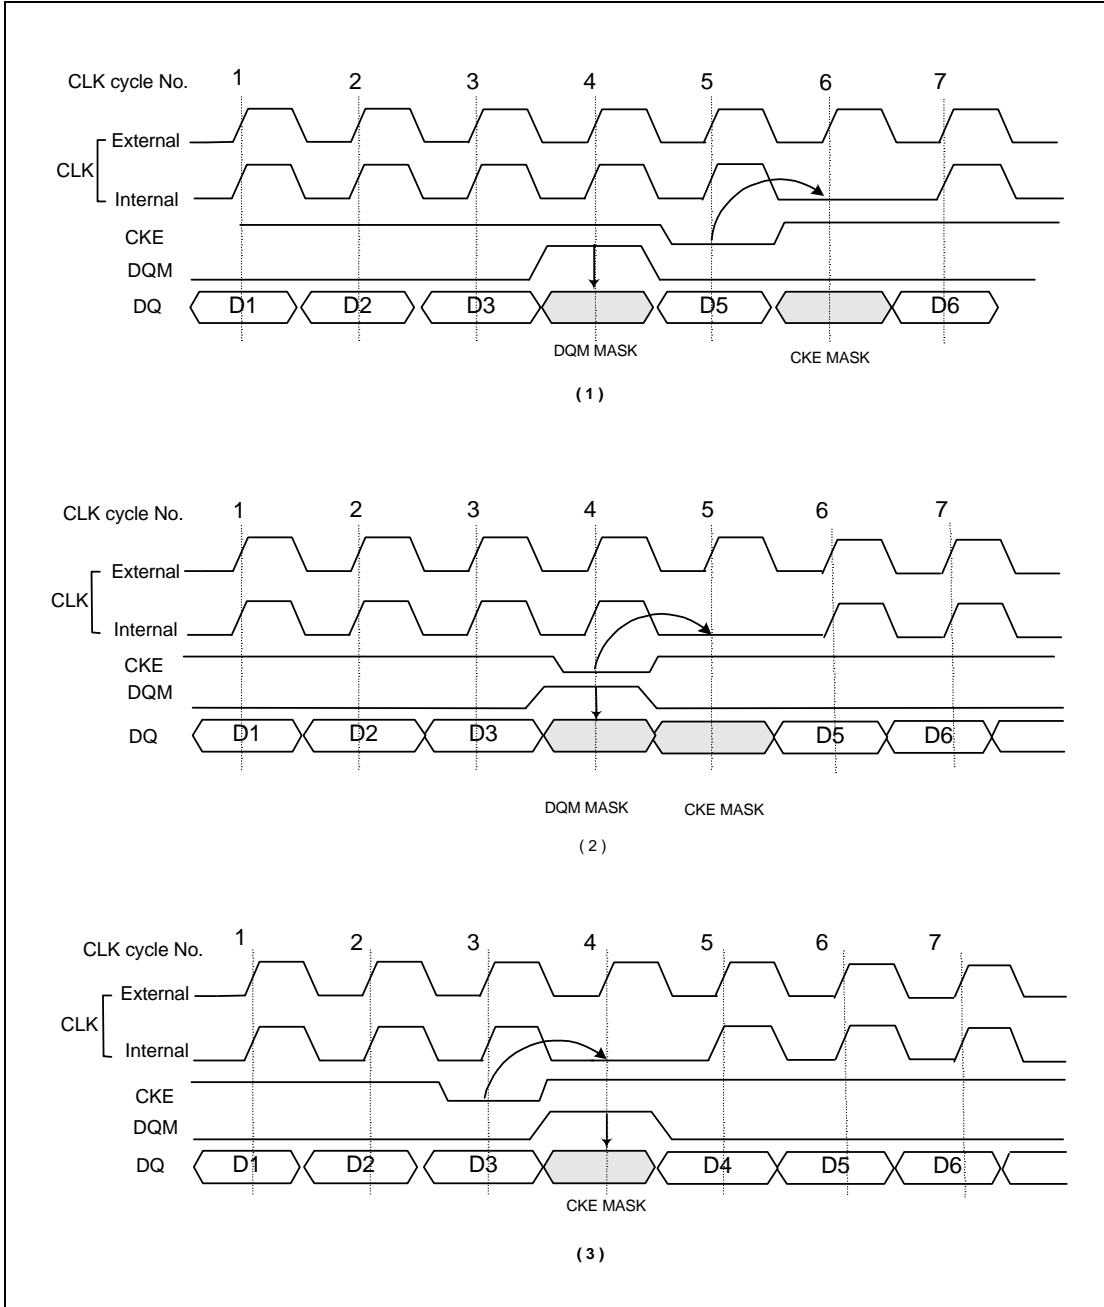 CLK cycle No. 1 2 3 4 5 6 7
External
CLK
Internal
CKE
DQM
DQ D1 D2 D3 D5 D6
DQM MASK CKE MASK
( 1 )
CLK cycle No. 1 2 3 4 5 6 7
External
CLK
Internal
CKE
DQM
DQ D1 D2 D3 D5 D6
DQM MASK CKE MASK
( 2 )
CLK cycle No. 1 2 3 4 5 6 7
External
CLK
Internal
CKE
DQM
DQ D1 D2 D3 D4 D5 D6
CKE MASK
( 3 )